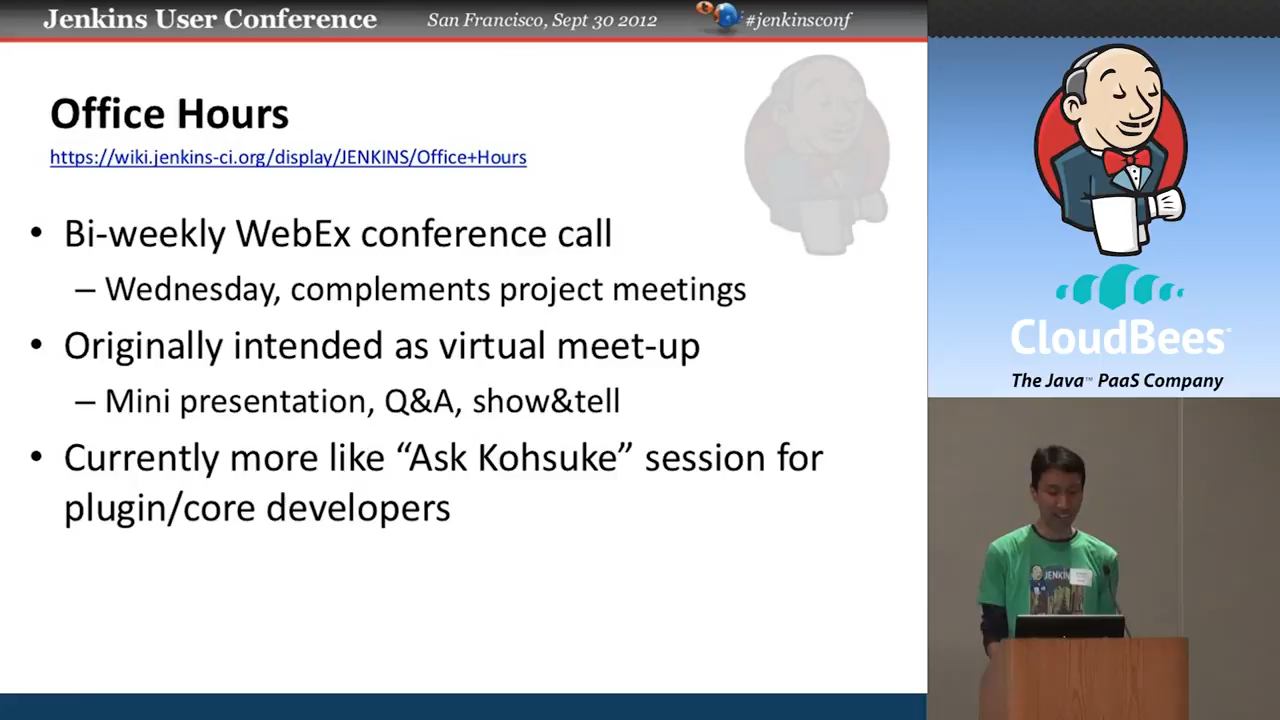 Jenkins User Conference San Francisco, Sept 30 2012 #jenkinsconf
Office Hours
https://wiki.jenkins-ci.org/display/JENKINS/Office+Hours
• Bi-weekly WebEx conference call
– Wednesday, complements project meetings
• Originally intended as virtual meet-up
– Mini presentation, Q&A, show&tell
• Currently more like “Ask Kohsuke” session for
plugin/core developers
CloudBees
The Java™ PaaS Company
JENKINS